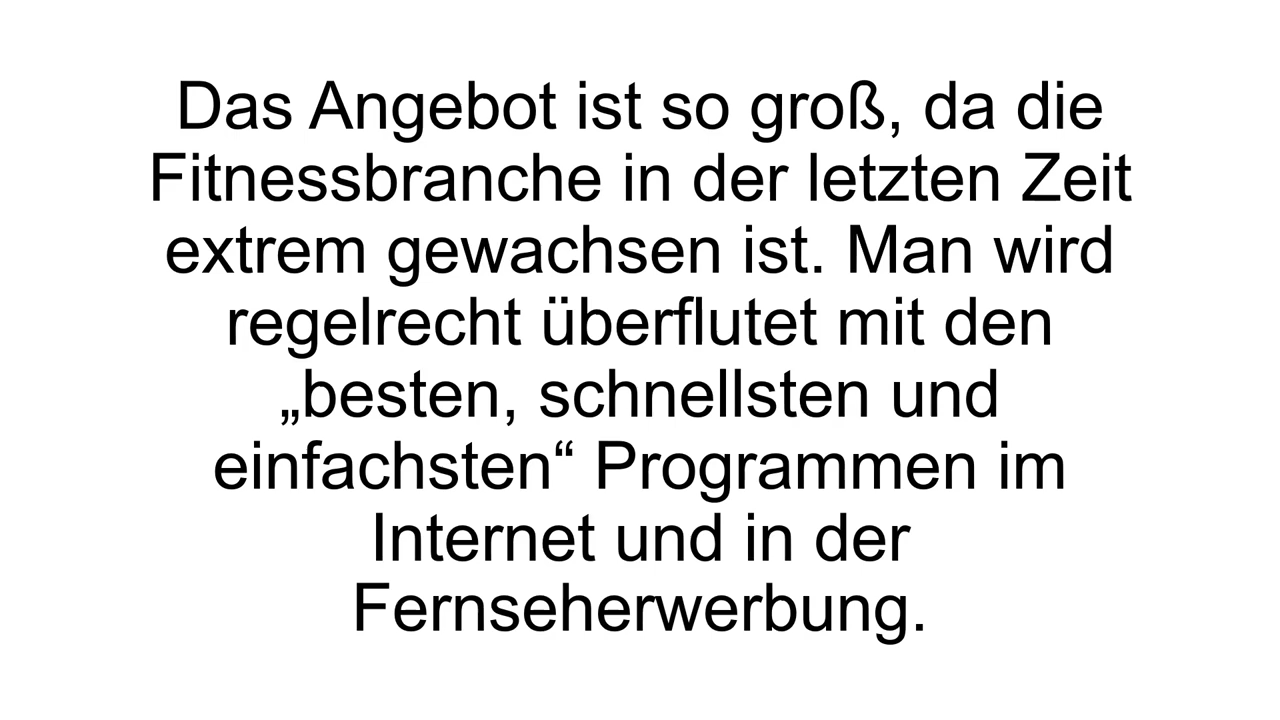 Das Angebot ist so groß, da die
Fitnessbranche in der letzten Zeit
extrem gewachsen ist. Man wird
regelrecht überflutet mit den
„besten, schnellsten und
einfachsten“ Programmen im
Internet und in der
Fernseherwerbung.